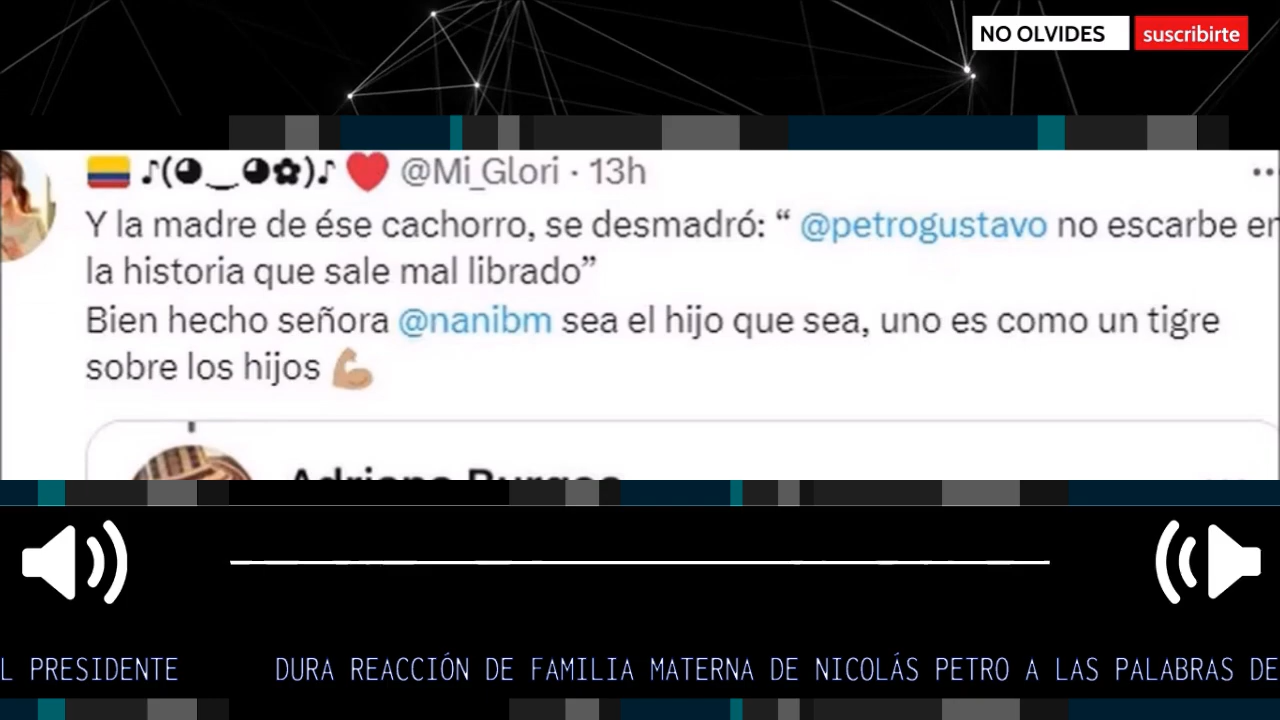 NO OLVIDES suscribirte
@Mi_Glori · 13h
Y la madre de ése cachorro, se desmadró: “ @petrogustavo no escarbe en
la historia que sale mal librado”
Bien hecho señora @nanibm sea el hijo que sea, uno es como un tigre
sobre los hijos
Adriana Burgos
L PRESIDENTE DURA REACCIÓN DE FAMILIA MATERNA DE NICOLÁS PETRO A LAS PALABRAS DE